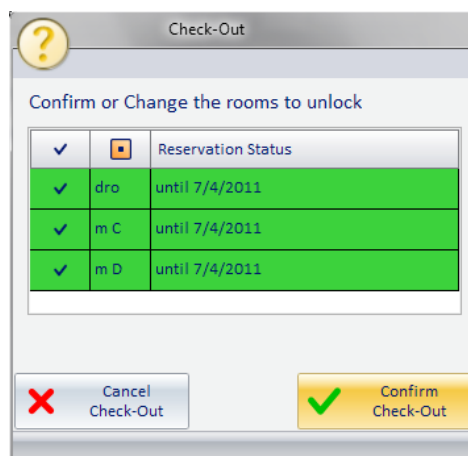 Check-Out
Confirm or Change the rooms to unlock
Reservation Status
dro until 7/4/2011
m C until 7/4/2011
m D until 7/4/2011
Cancel
Check-Out
Confirm
Check-Out